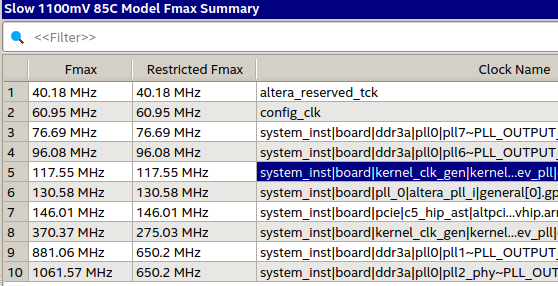 Slow 1100mV 85C Model Fmax Summary
<<Filter>>
Fmax Restricted Fmax Clock Name
1 40.18 MHz 40.18 MHz altera_reserved_tck
2 60.95 MHz 60.95 MHz config_clk
3 76.69 MHz 76.69 MHz system_inst|board|ddr3a|pll0|pll7~PLL_OUTPUT_
4 96.08 MHz 96.08 MHz system_inst|board|ddr3a|pll0|pll6~PLL_OUTPUT_
5 117.55 MHz 117.55 MHz system_inst|board|kernel_clk_gen|kernel...ev_pll|
6 130.58 MHz 130.58 MHz system_inst|board|pll_0|altera_pll_i|general[0].gp
7 146.01 MHz 146.01 MHz system_inst|board|pcie|c5_hip_ast|altpci...vhip.arr
8 370.37 MHz 275.03 MHz system_inst|board|kernel_clk_gen|kernel...ev_pll|
9 881.06 MHz 650.2 MHz system_inst|board|ddr3a|pll0|pll1~PLL_OUTPUT_
10 1061.57 MHz 650.2 MHz system_inst|board|ddr3a|pll0|pll2_phy~PLL_OU